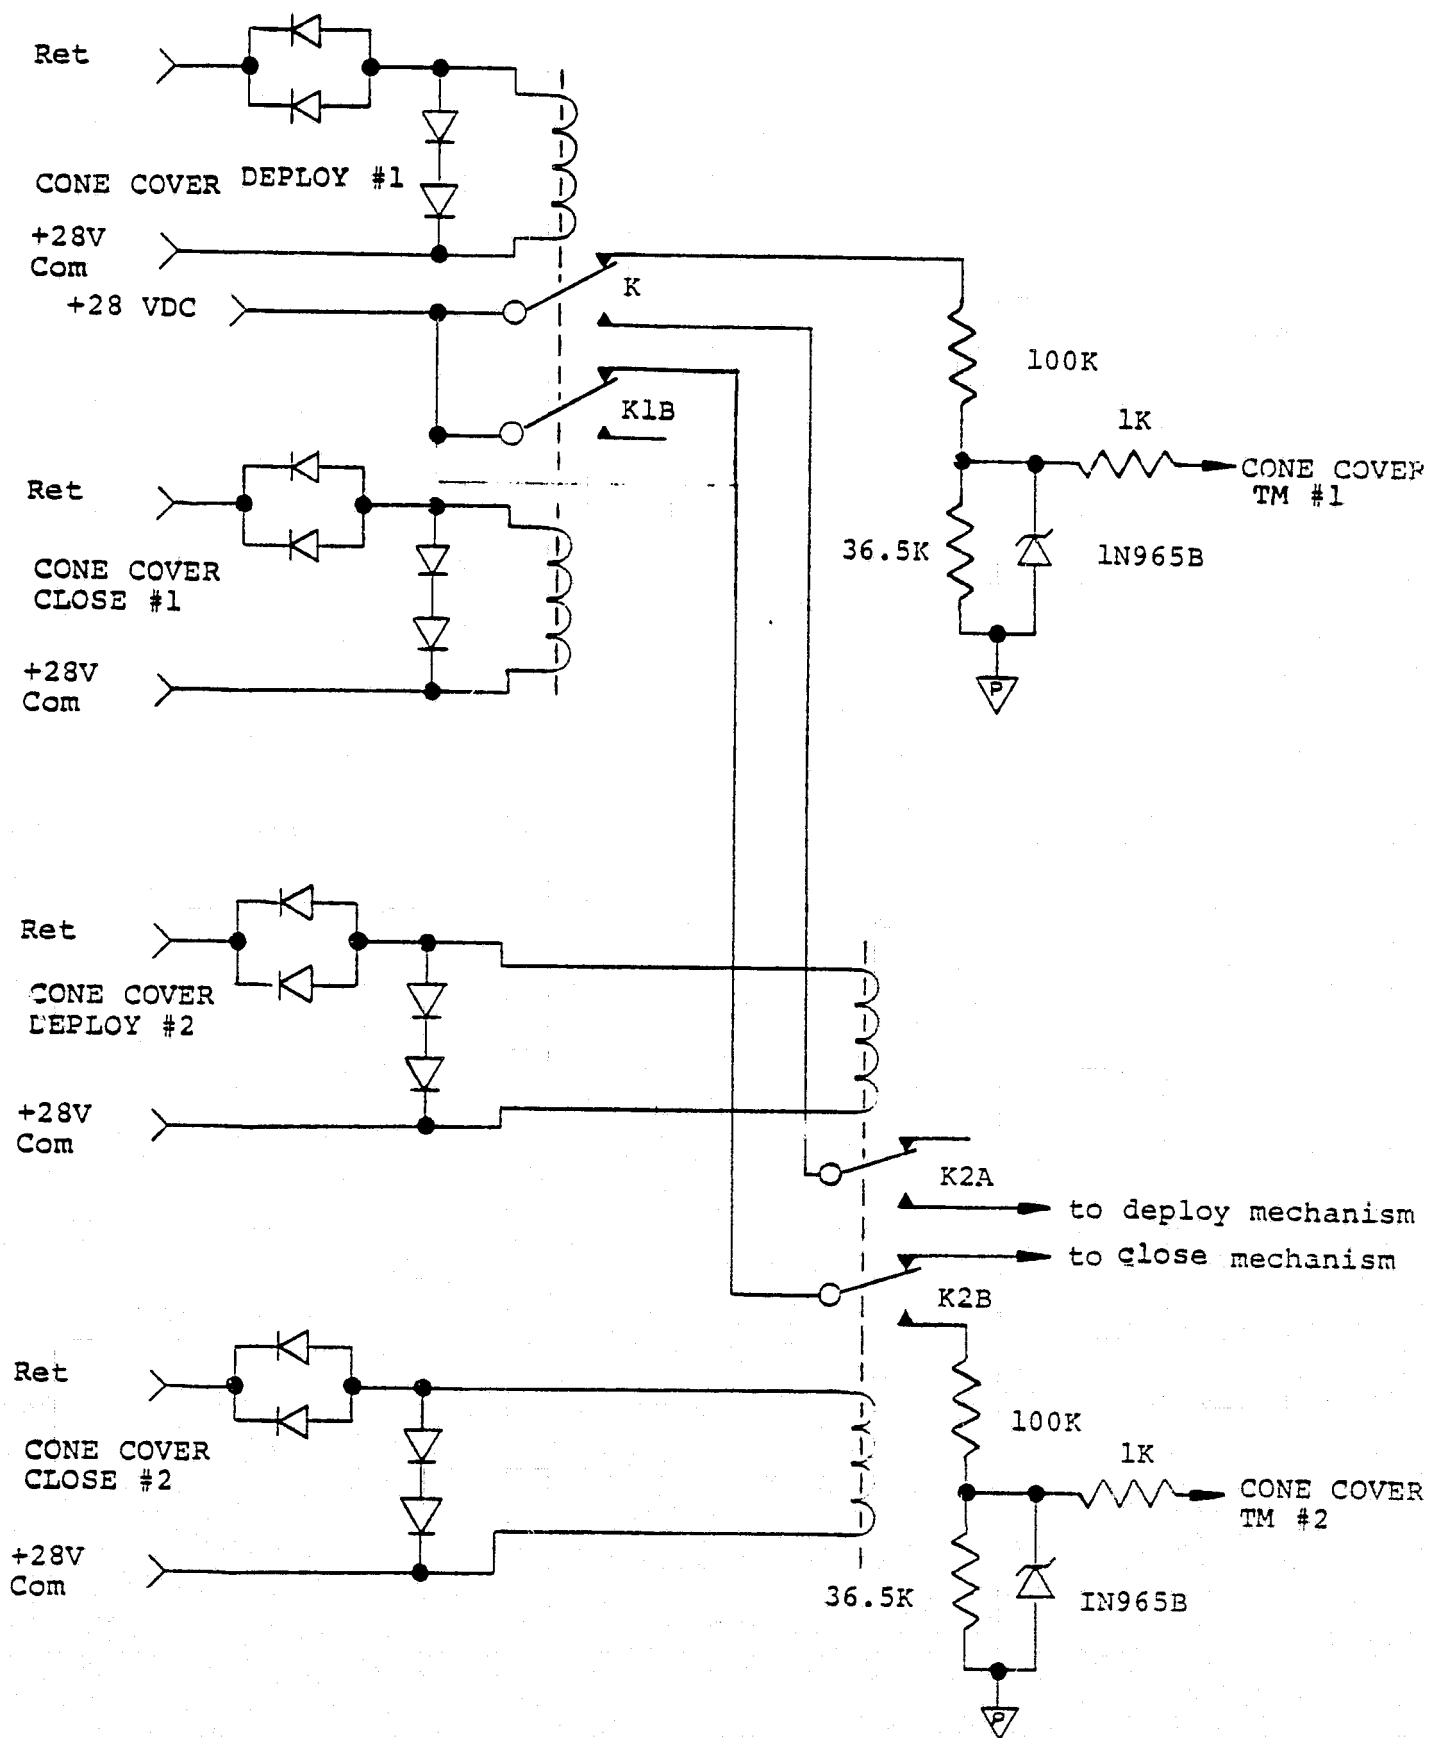 Ret
CONE COVER DEPLOY #1
+28V
Com
+28 VDC
K
K1B
100K
1K
Ret
CONE COVER
TM #1
36.5K
1N965B
CONE COVER
CLOSE #1
+28V
Com
P
Ret
CONE COVER
DEPLOY #2
+28V
Com
K2A
to deploy mechanism
to close mechanism
K2B
Ret
100K
1K
CONE COVER
CLOSE #2
CONE COVER
TM #2
+28V
Com
36.5K
IN965B
P